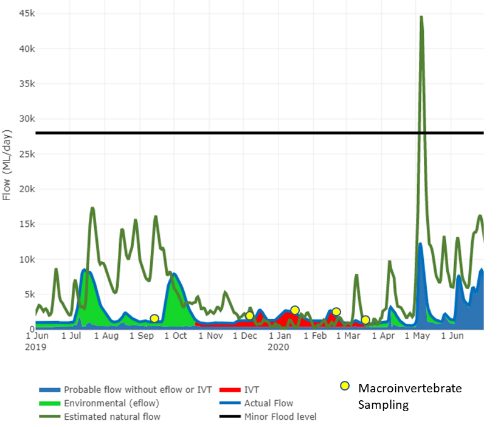 45k
40k
35k
30k
25k
20k
15k
10k
5k
0
Flow (ML/day)
1 Jun 1 Jul 1 Aug 1 Sep 1 Oct 1 Nov 1 Dec 1 Jan 1 Feb 1 Mar 1 Apr 1 May 1 Jun
2019 2020
Probable flow without eflow or IVT IVT
Environmental (eflow) Actual Flow
Estimated natural flow Minor Flood level
Macroinvertebrate
Sampling